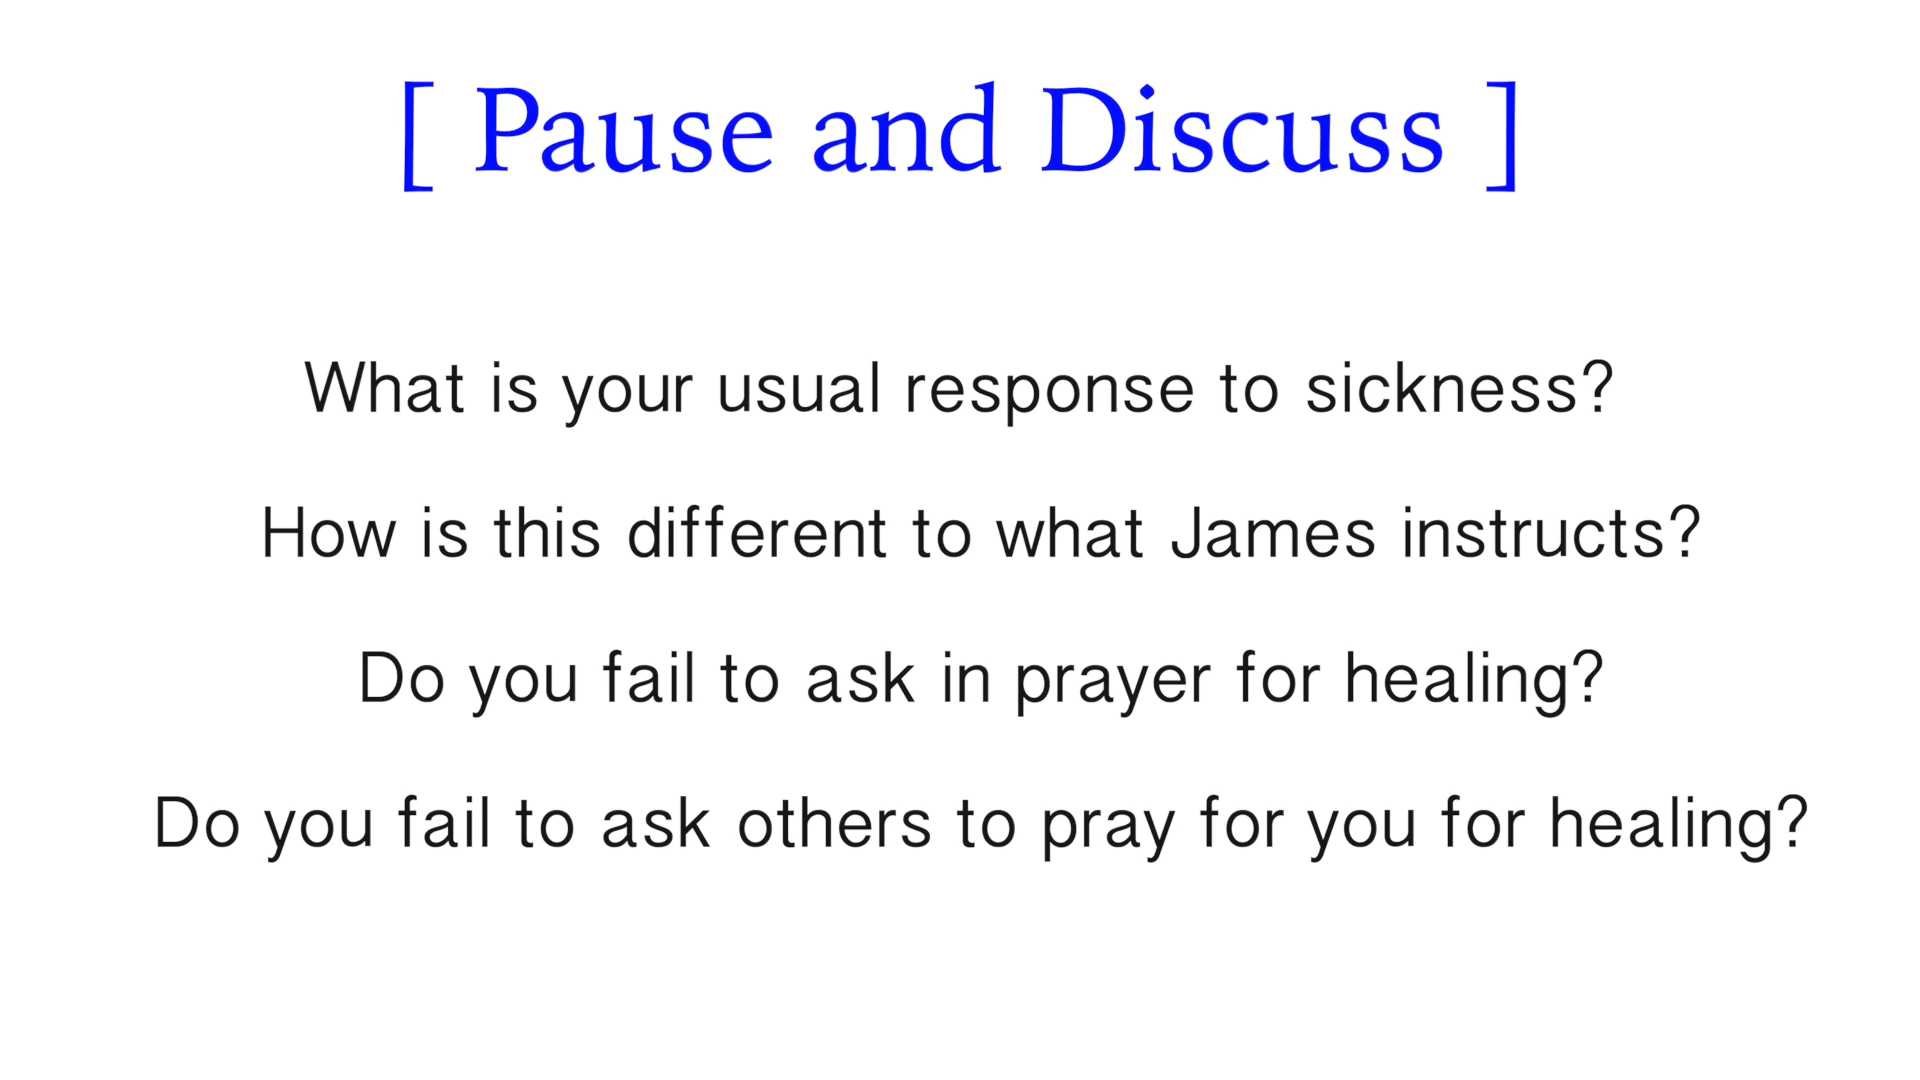 [ Pause and Discuss ]
What is your usual response to sickness?
How is this different to what James instructs?
Do you fail to ask in prayer for healing?
Do you fail to ask others to pray for you for healing?